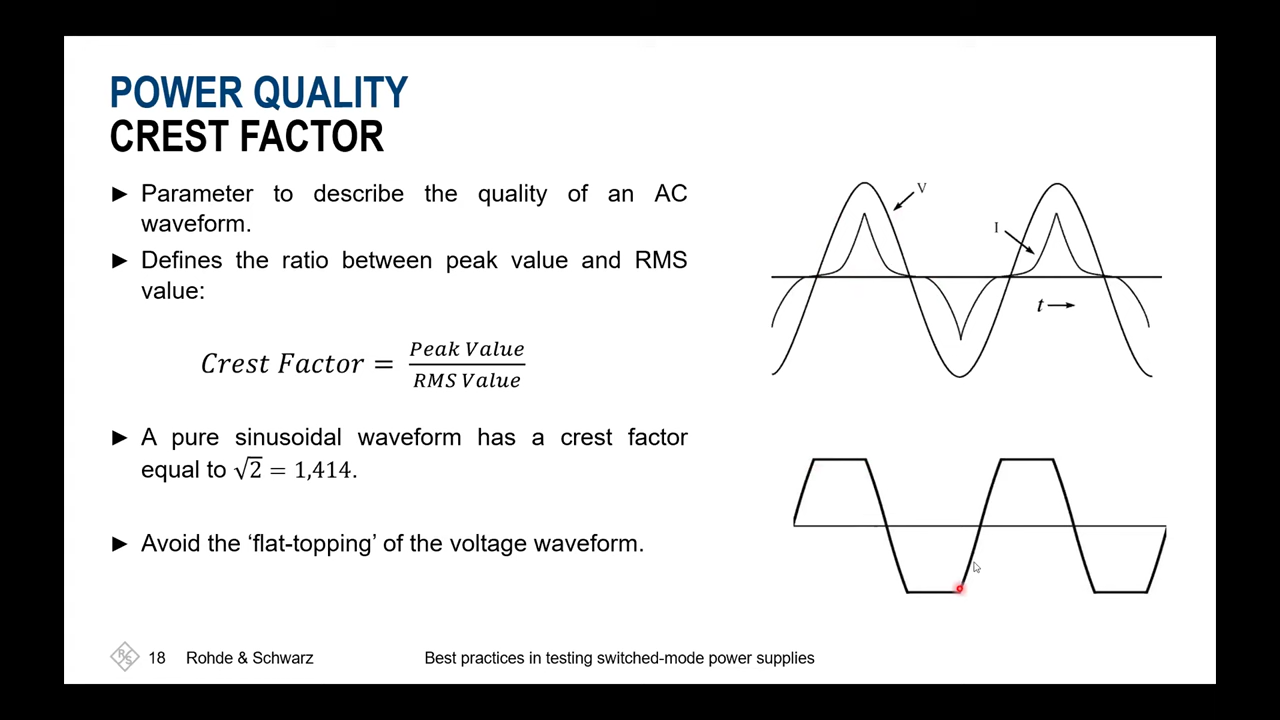 POWER QUALITY
CREST FACTOR
► Parameter to describe the quality of an AC
waveform.
► Defines the ratio between peak value and RMS
value:
Crest Factor = Peak Value / RMS Value
► A pure sinusoidal waveform has a crest factor
equal to √2 = 1,414.
► Avoid the ‘flat-topping’ of the voltage waveform.
V
I
t
R/S 18 Rohde & Schwarz Best practices in testing switched-mode power supplies